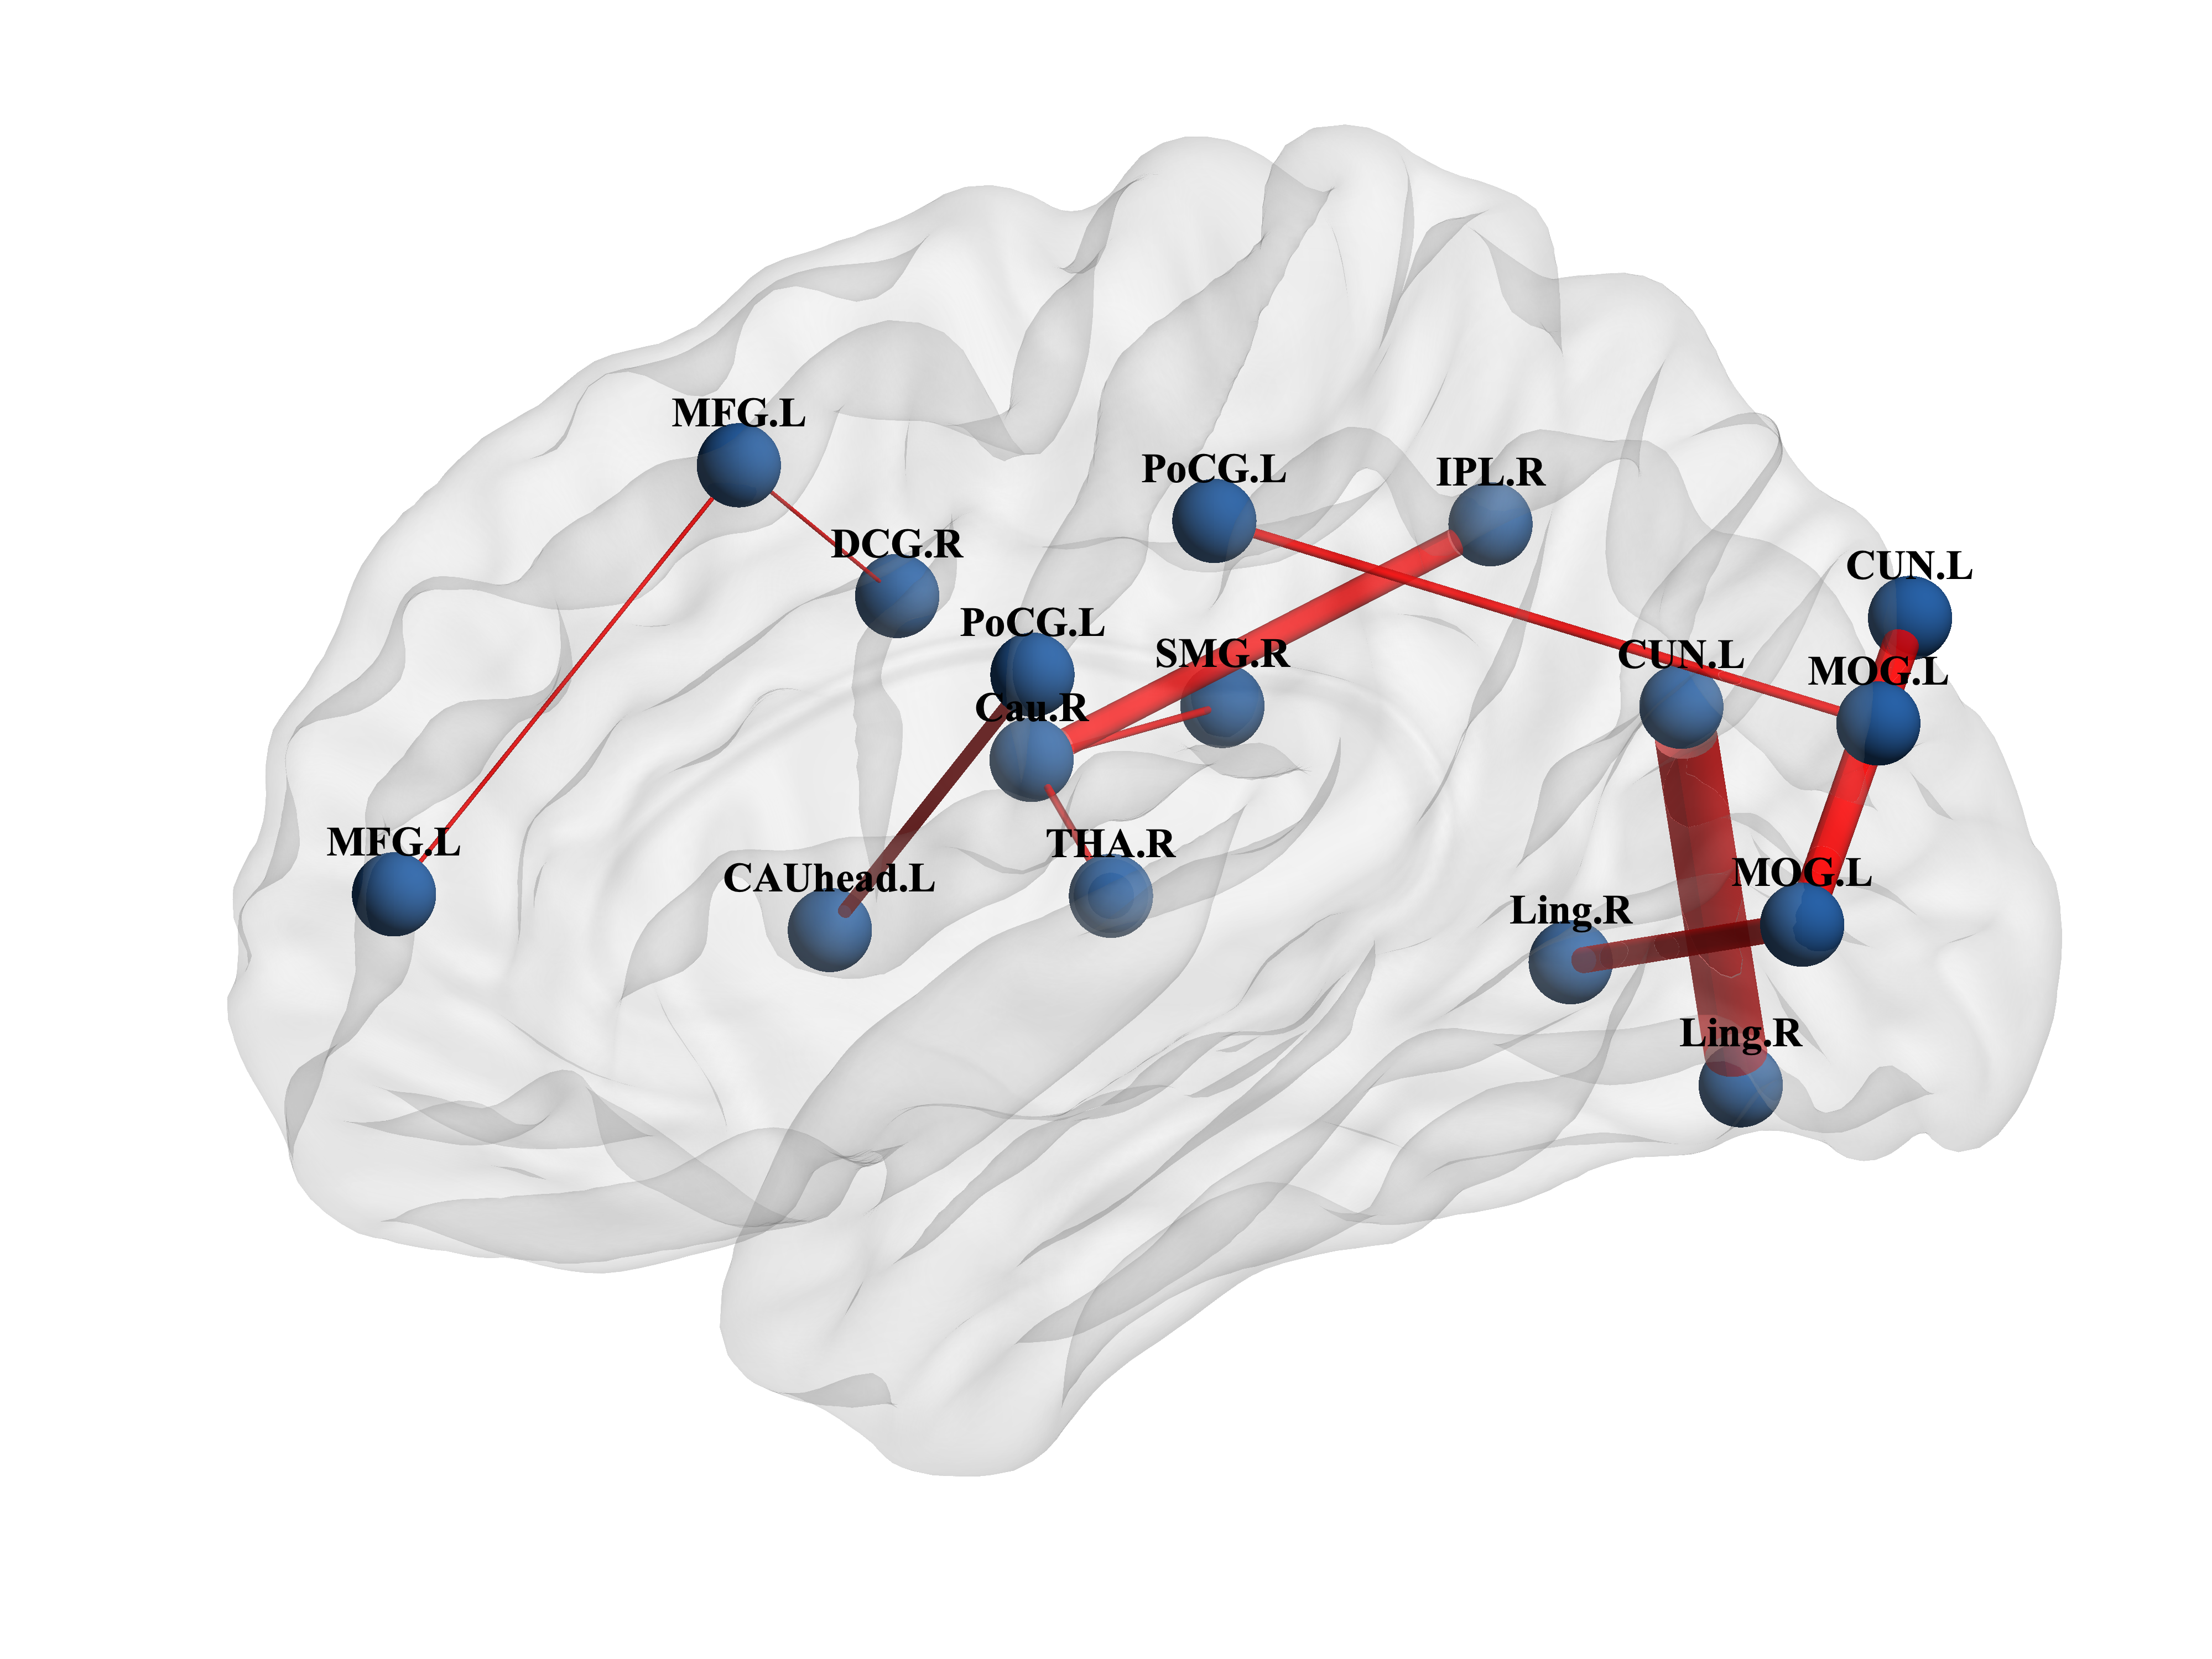 MFG.L
PoCG.L
IPL.R
DCG.R
CUN.L
PoCG.L
SMG.R
CUN.L
MOG.L
Cau.R
MFG.L
THA.R
CAUhead.L
MOG.L
Ling.R
Ling.R